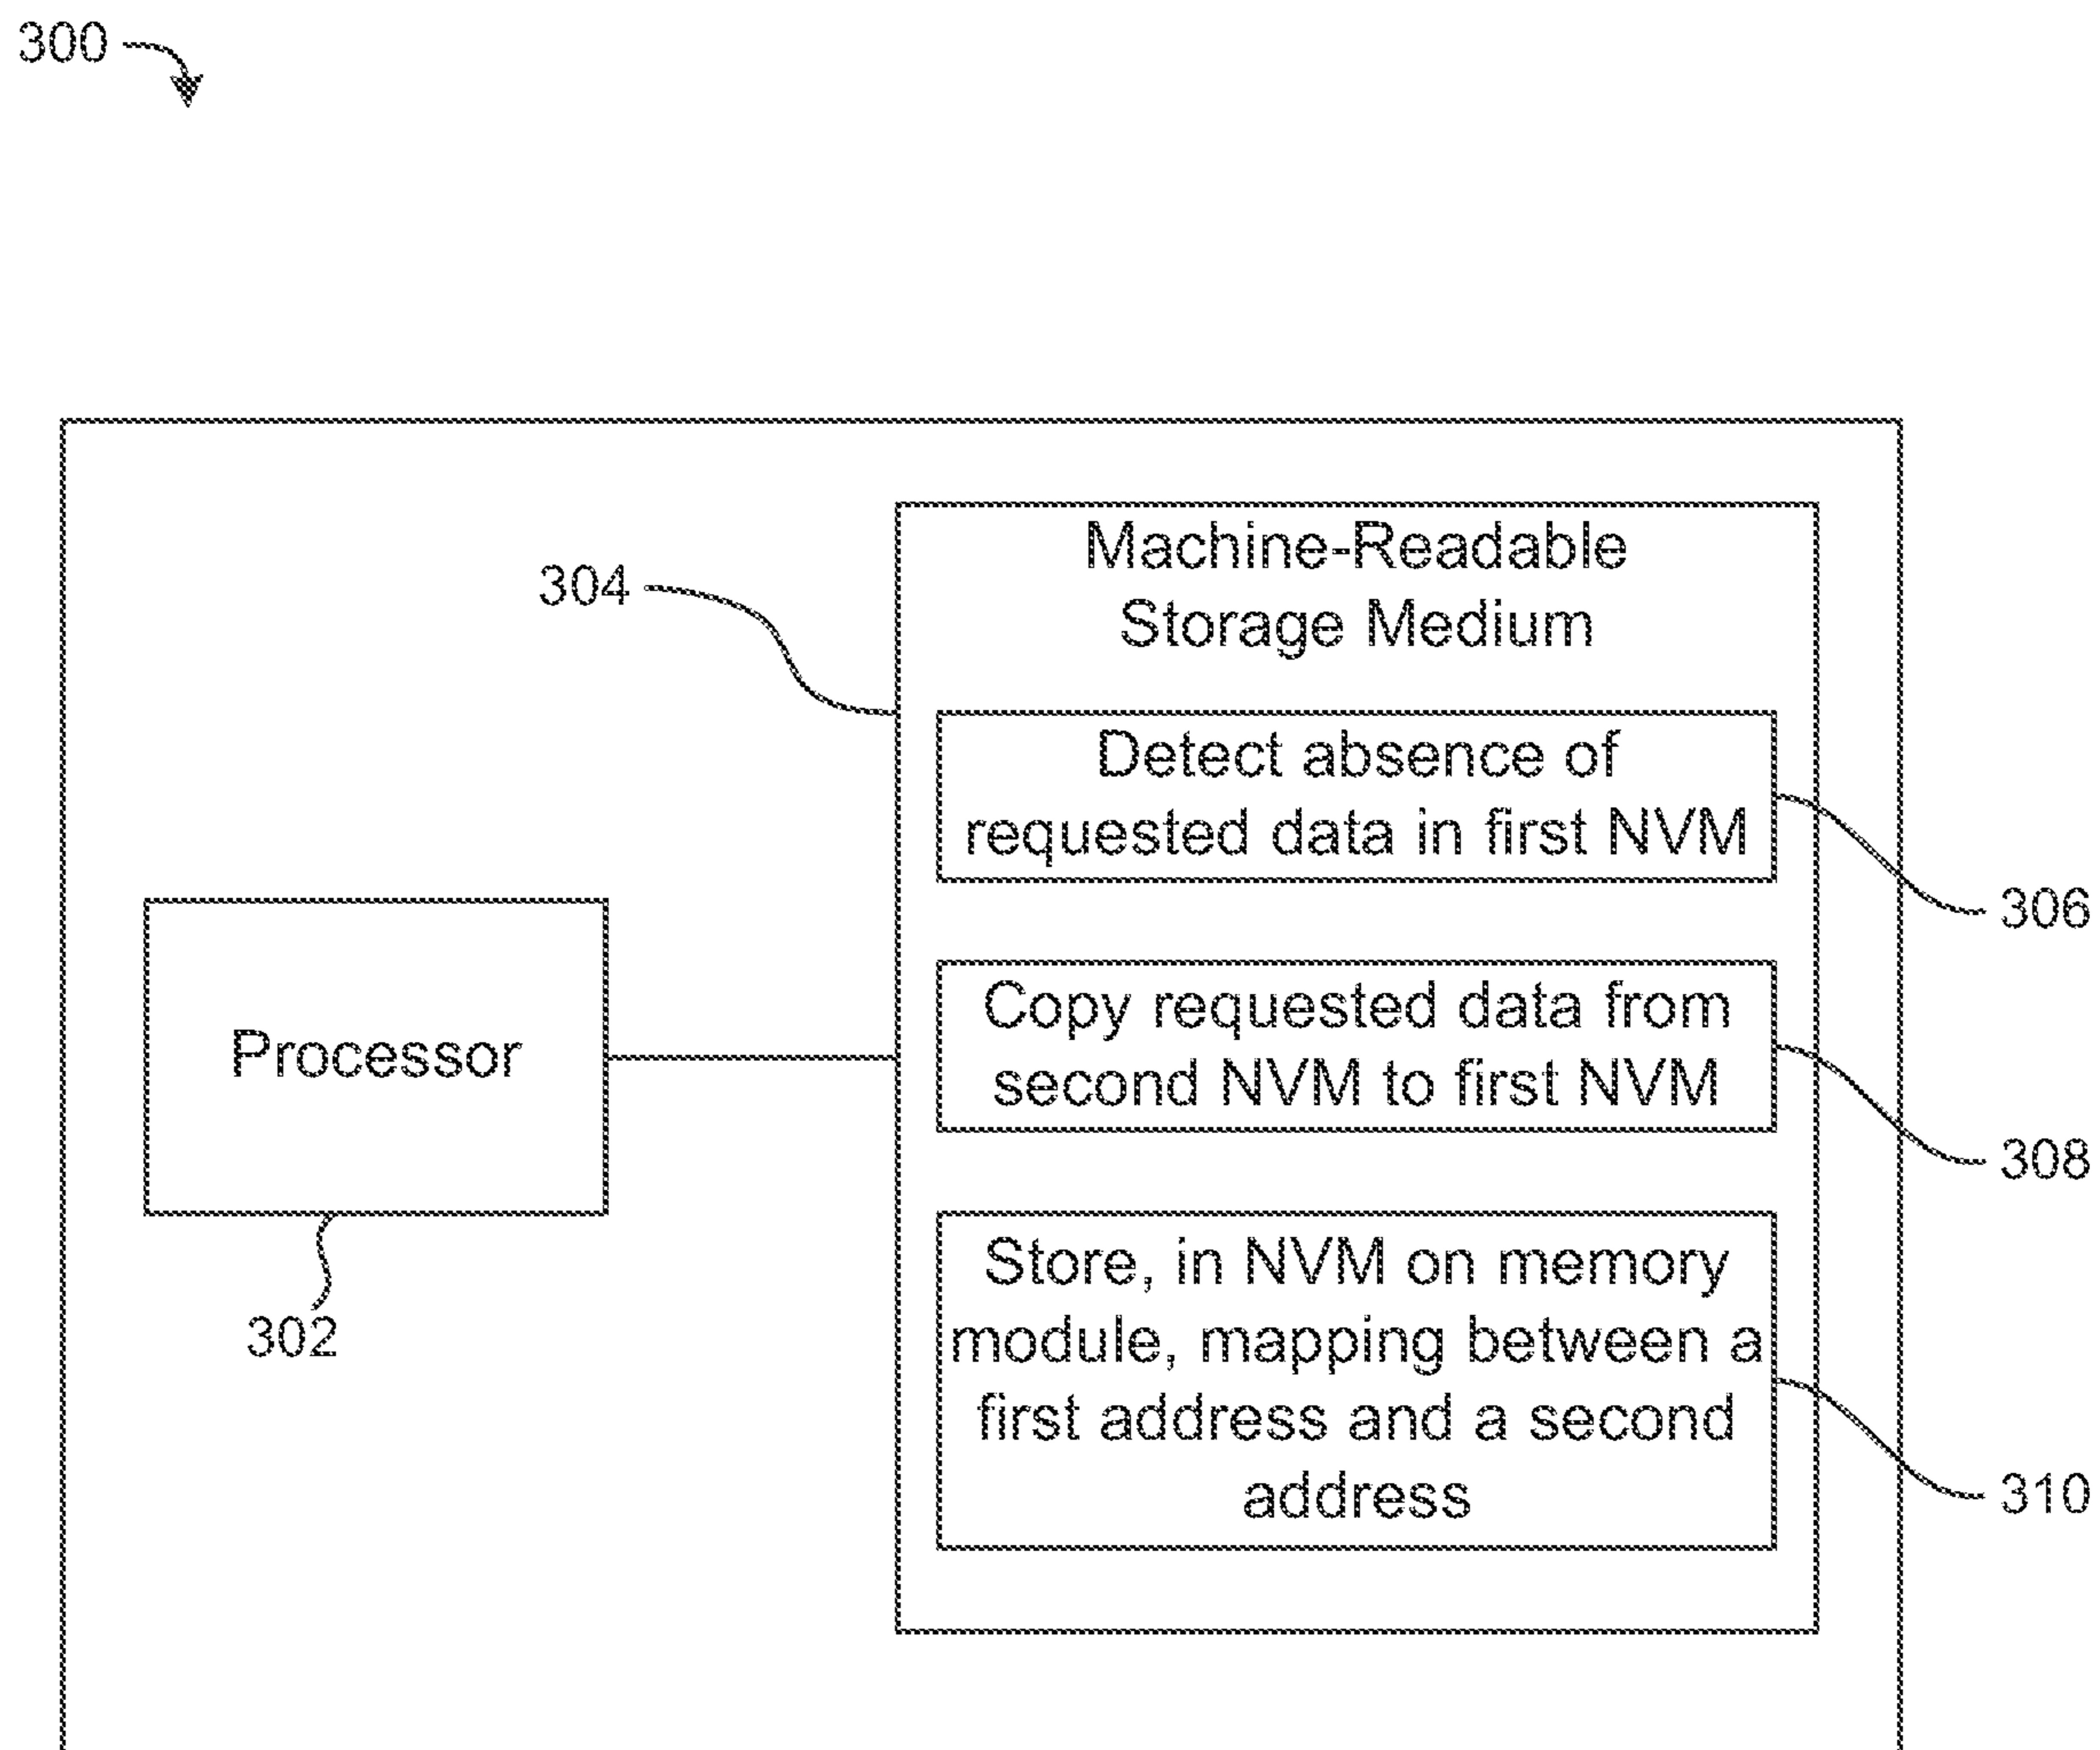 300
Machine-Readable
Storage Medium
304
Detect absence of
requested data in first NVM
306
Copy requested data from
second NVM to first NVM
308
Processor
302
Store, in NVM on memory
module, mapping between a
first address and a second
address
310